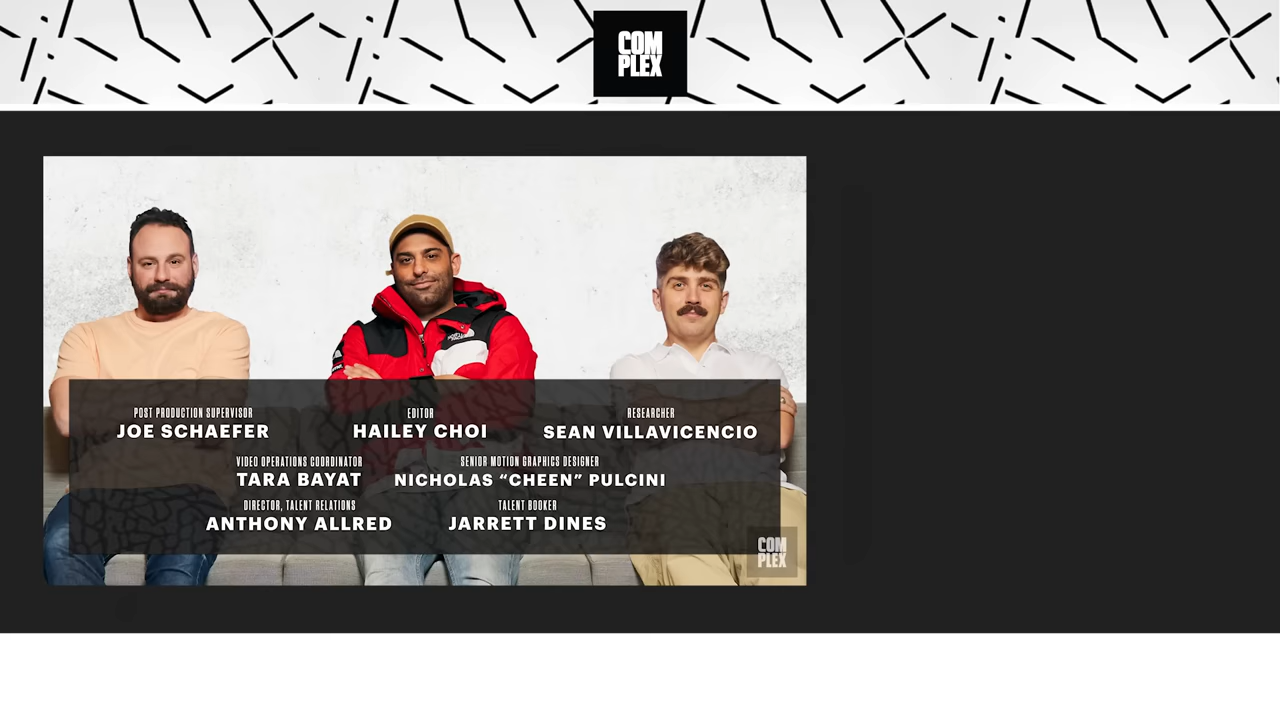 COM
PLEX
POST PRODUCTION SUPERVISOR
JOE SCHAEFER
EDITOR
HAILEY CHOI
RESEARCHER
SEAN VILLAVICENCIO
VIDEO OPERATIONS COORDINATOR
TARA BAYAT
SENIOR MOTION GRAPHICS DESIGNER
NICHOLAS “CHEEN” PULCINI
DIRECTOR, TALENT RELATIONS
ANTHONY ALLRED
TALENT BOOKER
JARRETT DINES
COM
PLEX